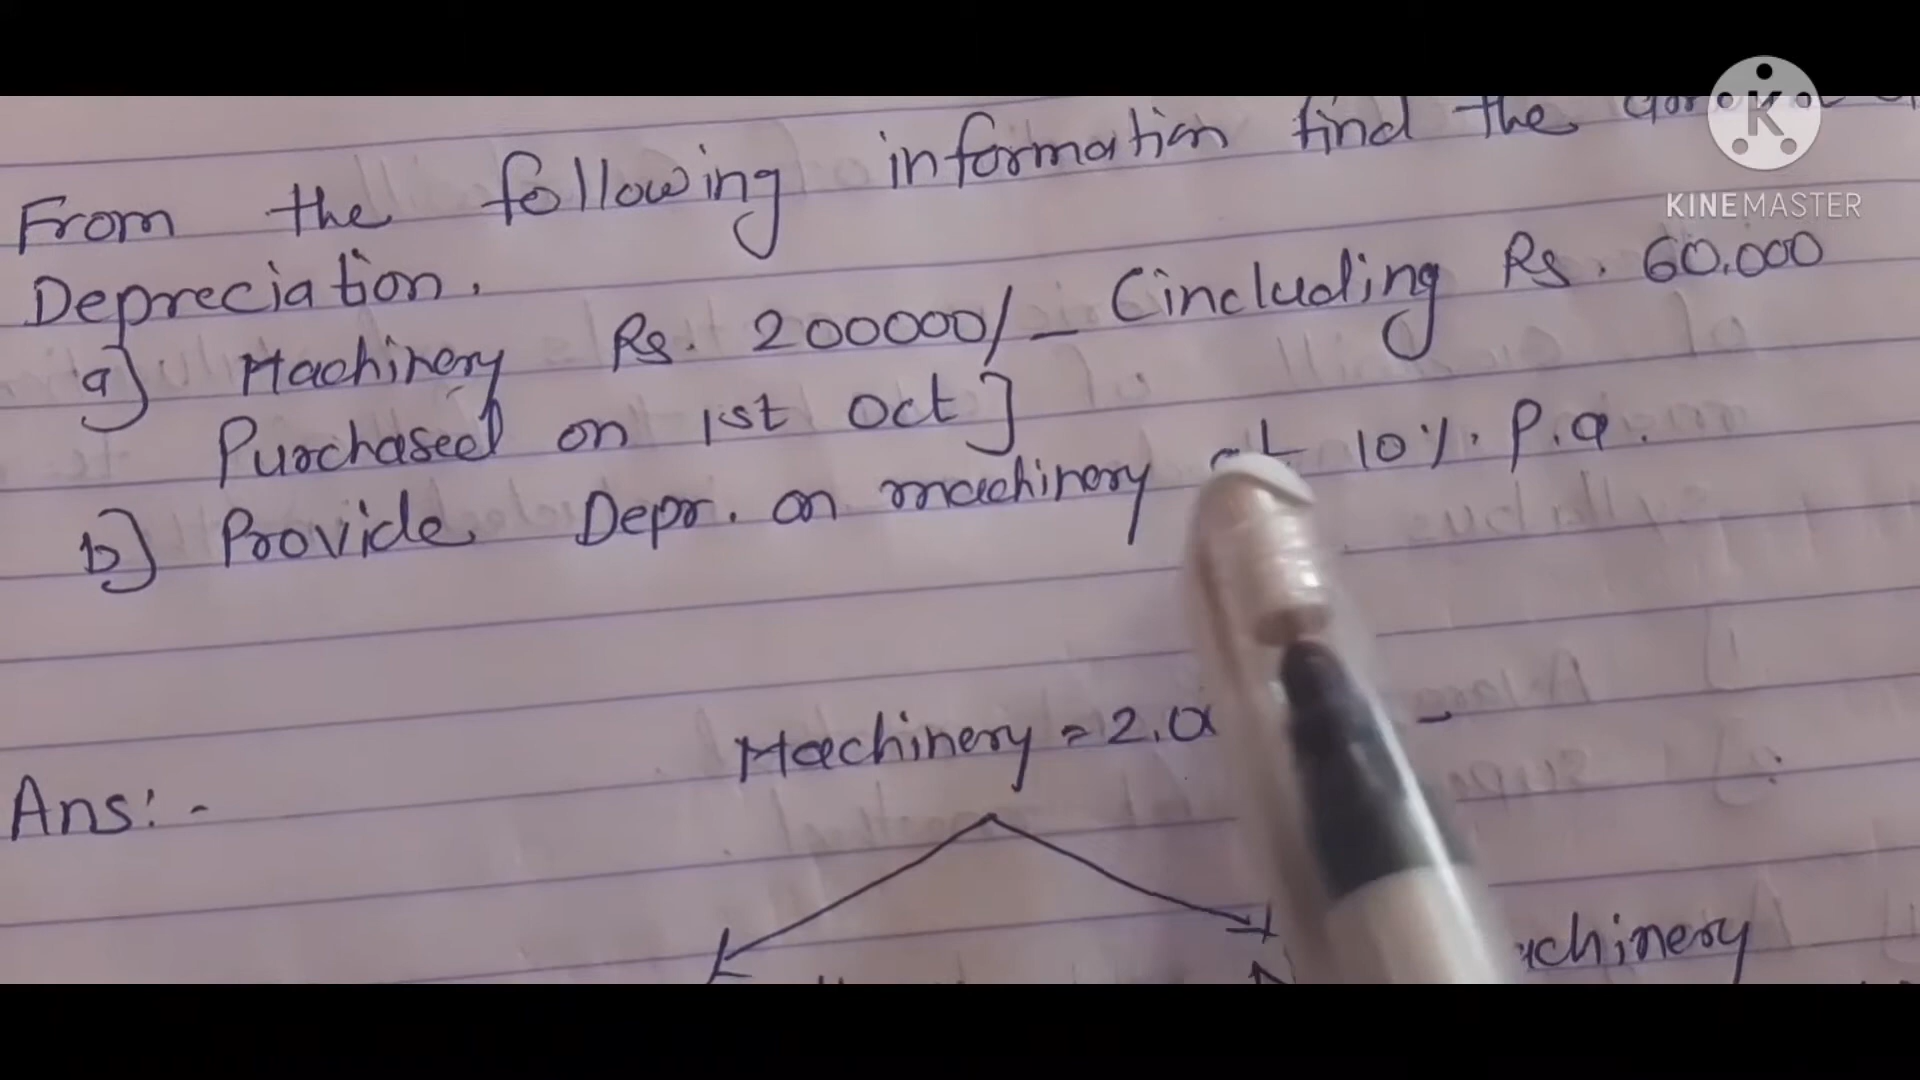 From the following information find the
Depreciation.
a) Machinery Rs. 200000/- (including Rs. 60.000
Purchased on 1st Oct]
b) Provide Depr. on machinery at 10%. P.a.
Machinery = 2.0
Ans:-
chinery
K
KINEMASTER